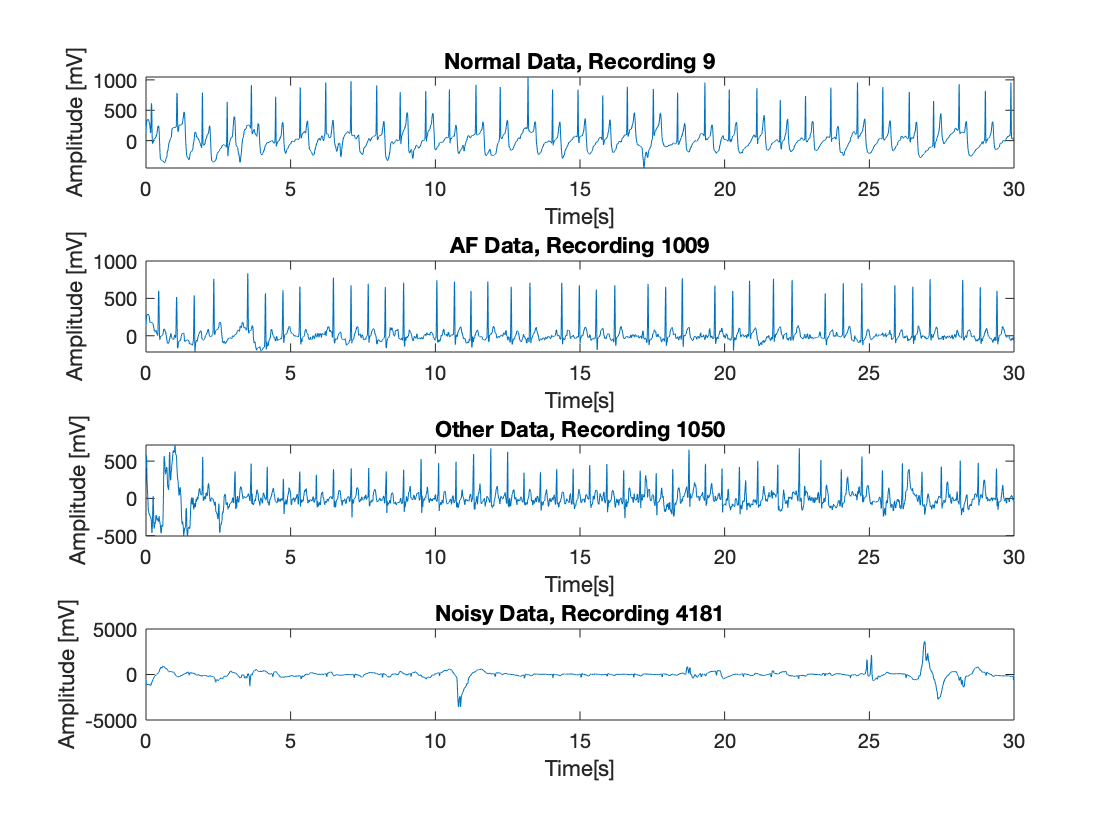 Normal Data, Recording 9
Amplitude [mV]
1000
500
0
0 5 10 15 20 25 30
Time[s]
AF Data, Recording 1009
Amplitude [mV]
1000
500
0
0 5 10 15 20 25 30
Time[s]
Other Data, Recording 1050
Amplitude [mV]
500
0
-500
0 5 10 15 20 25 30
Time[s]
Noisy Data, Recording 4181
Amplitude [mV]
5000
0
-5000
0 5 10 15 20 25 30
Time[s]